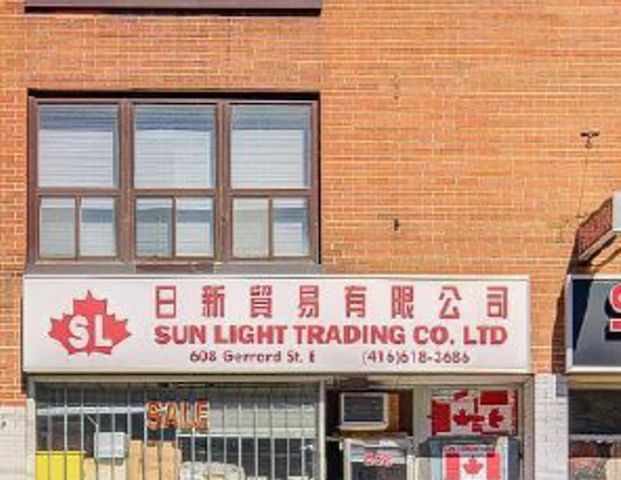 日新貿易有限公司
SL
SUN LIGHT TRADING CO. LTD
608 Gerrard St. E (416)618-3686
SALE